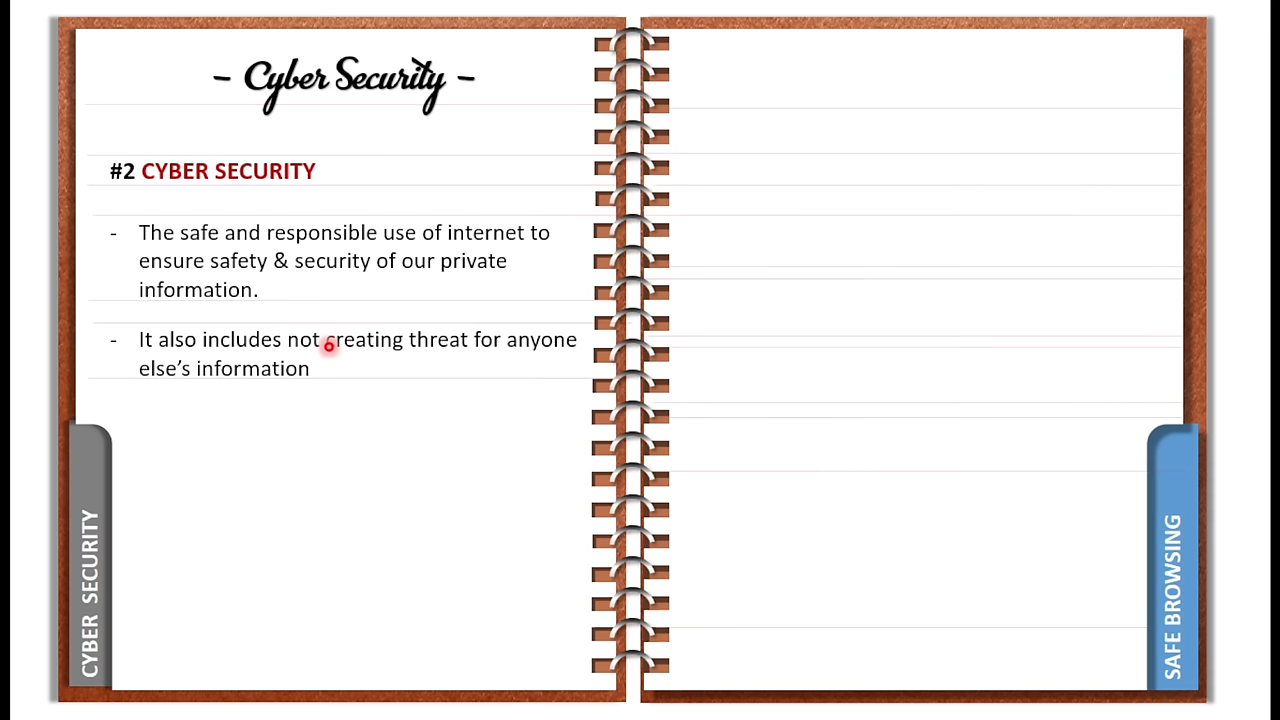 - Cyber Security -
#2 CYBER SECURITY
- The safe and responsible use of internet to
ensure safety & security of our private
information.
- It also includes not creating threat for anyone
else’s information
CYBER SECURITY
SAFE BROWSING